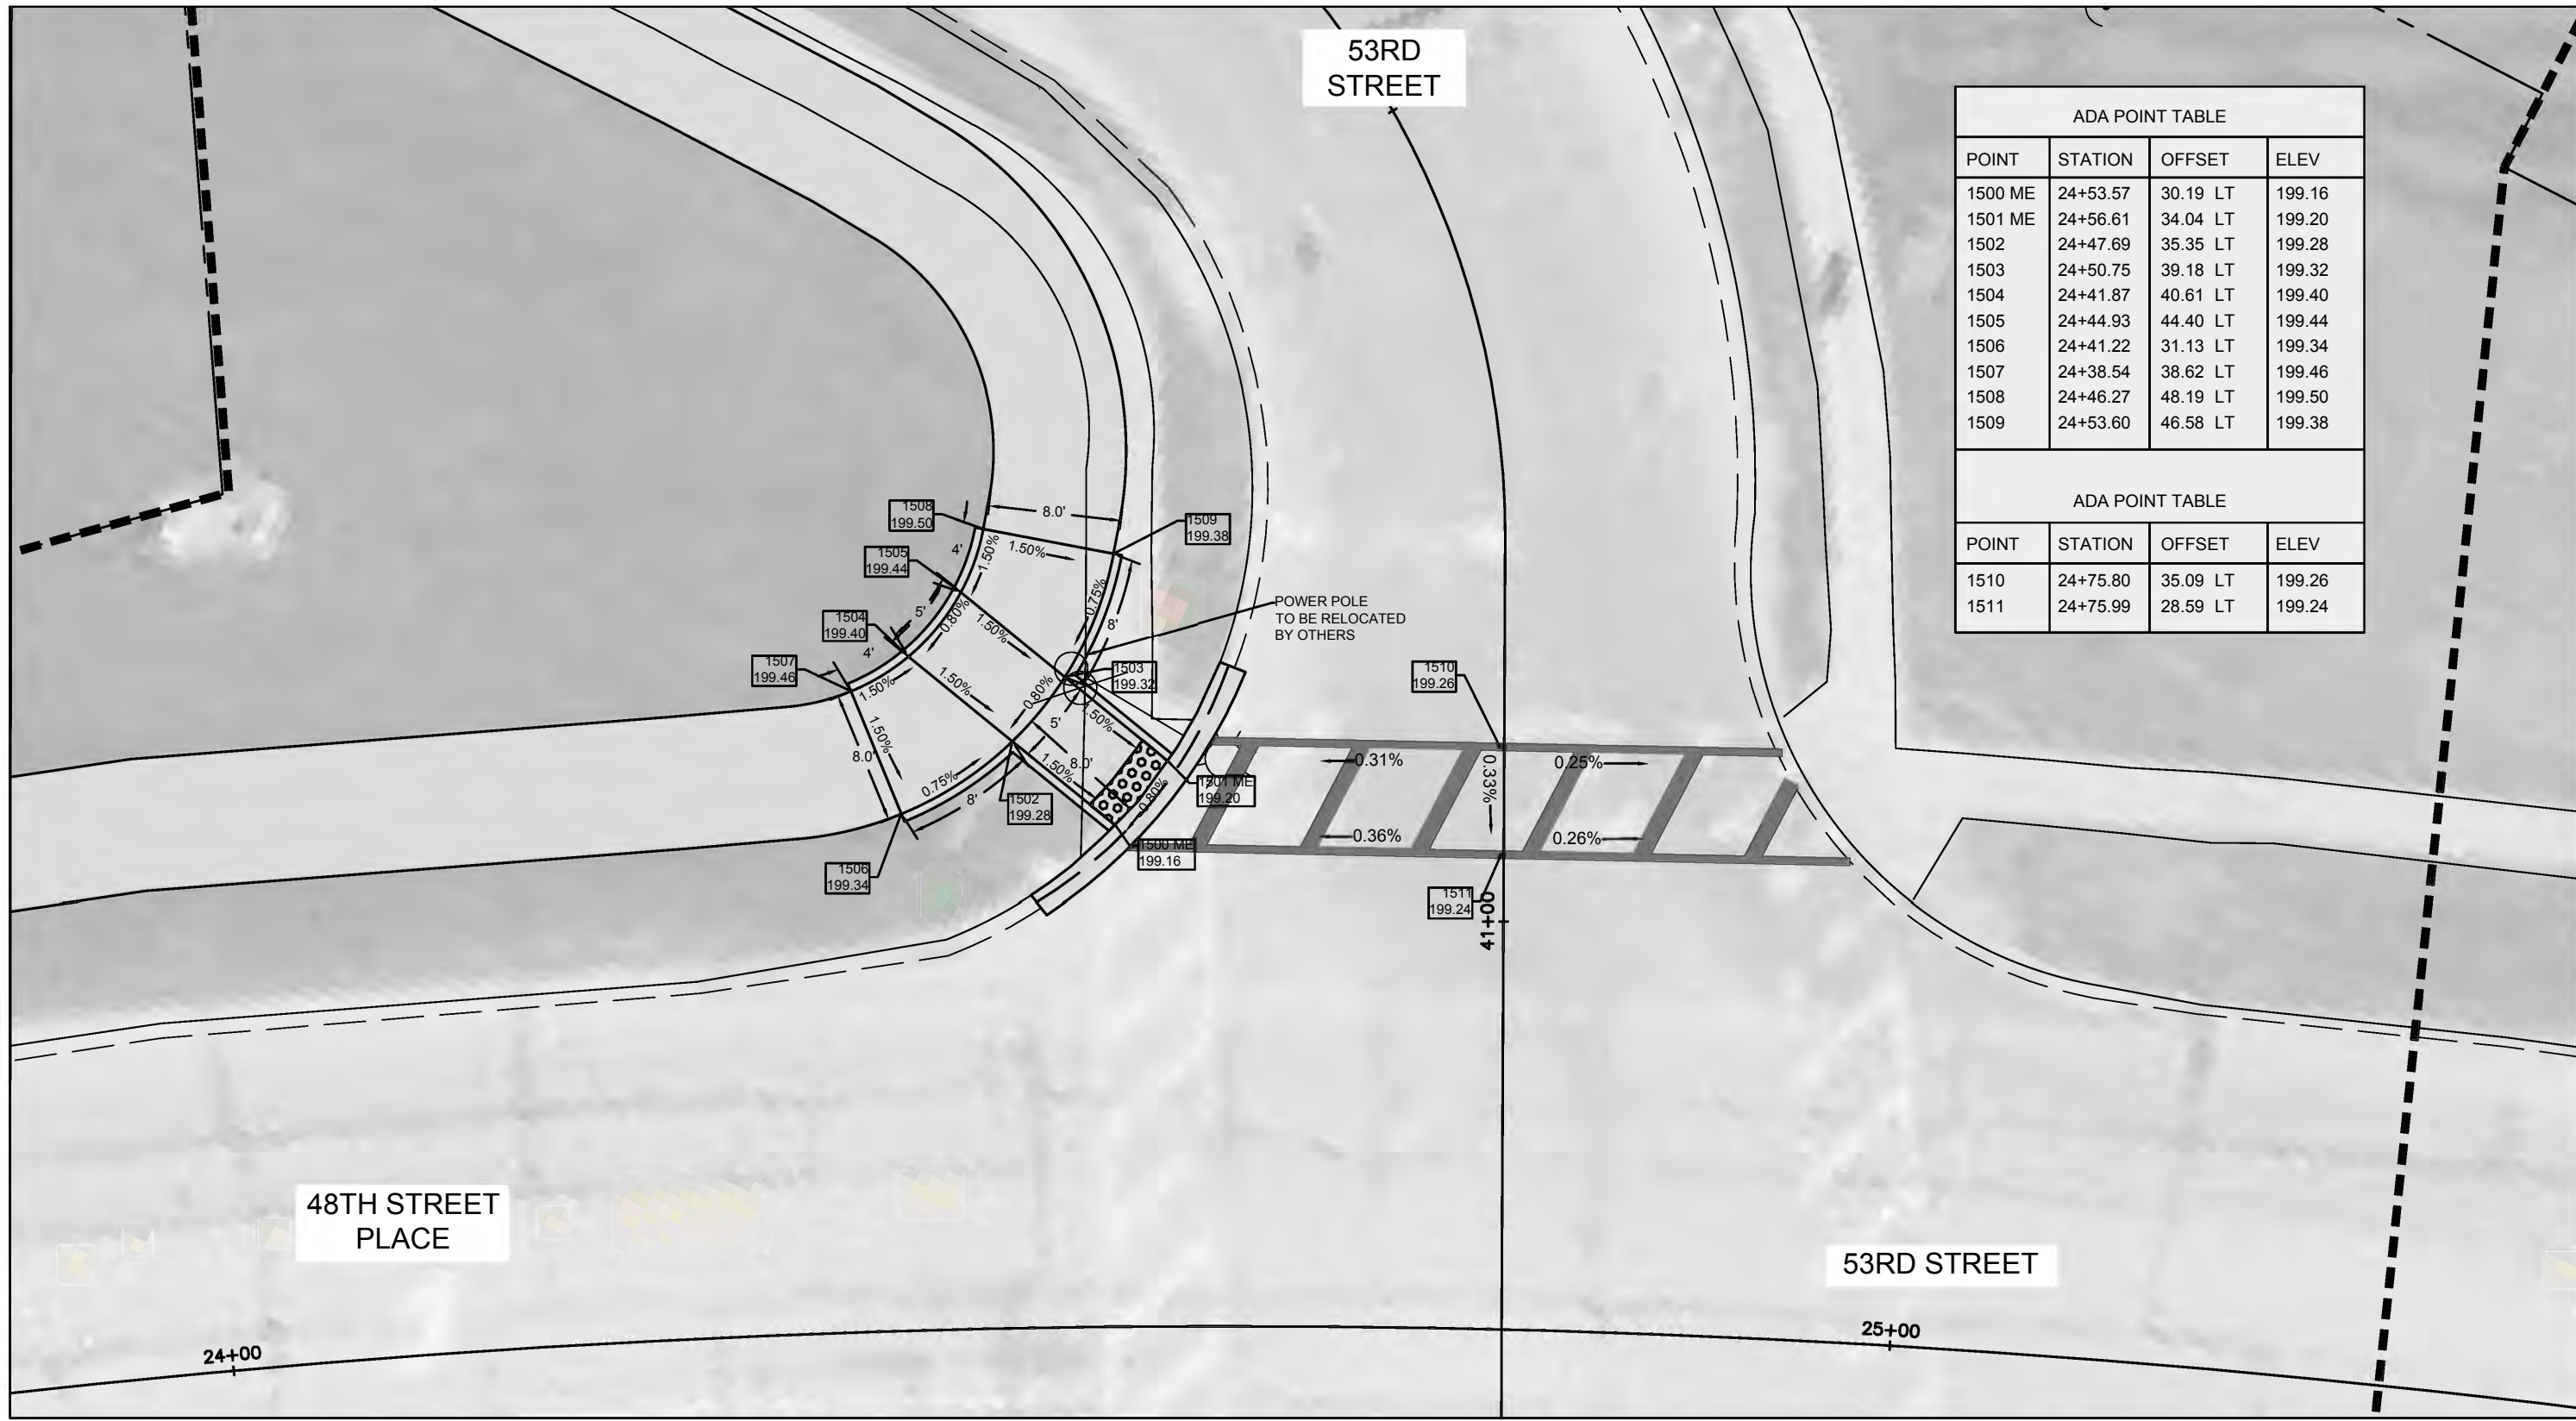 53RD
STREET
ADA POINT TABLE
POINT STATION OFFSET ELEV
1500 ME 24+53.57 30.19 LT 199.16
1501 ME 24+56.61 34.04 LT 199.20
1502 24+47.69 35.35 LT 199.28
1503 24+50.75 39.18 LT 199.32
1504 24+41.87 40.61 LT 199.40
1505 24+44.93 44.40 LT 199.44
1506 24+41.22 31.13 LT 199.34
1507 24+38.54 38.62 LT 199.46
1508 24+46.27 48.19 LT 199.50
1509 24+53.60 46.58 LT 199.38
ADA POINT TABLE
POINT STATION OFFSET ELEV
1510 24+75.80 35.09 LT 199.26
1511 24+75.99 28.59 LT 199.24
1508
199.50
8.0'
1509
199.38
4'
1.50%
1.50%
1505
199.44
0.75%
8'
POWER POLE
TO BE RELOCATED
BY OTHERS
5'
0.80%
1.50%
1504
199.40
4'
1507
199.46
1.50%
1.50%
0.80%
1503
199.32
1510
199.26
1.50%
8.0'
5'
1.50%
1.50%
8.0'
0.75%
8'
1502
199.28
0.80%
1501 ME
199.20
0.31%
0.33%
0.25%
0.36%
0.26%
1500 ME
199.16
1506
199.34
1511
199.24
41+00
48TH STREET
PLACE
53RD STREET
24+00
25+00